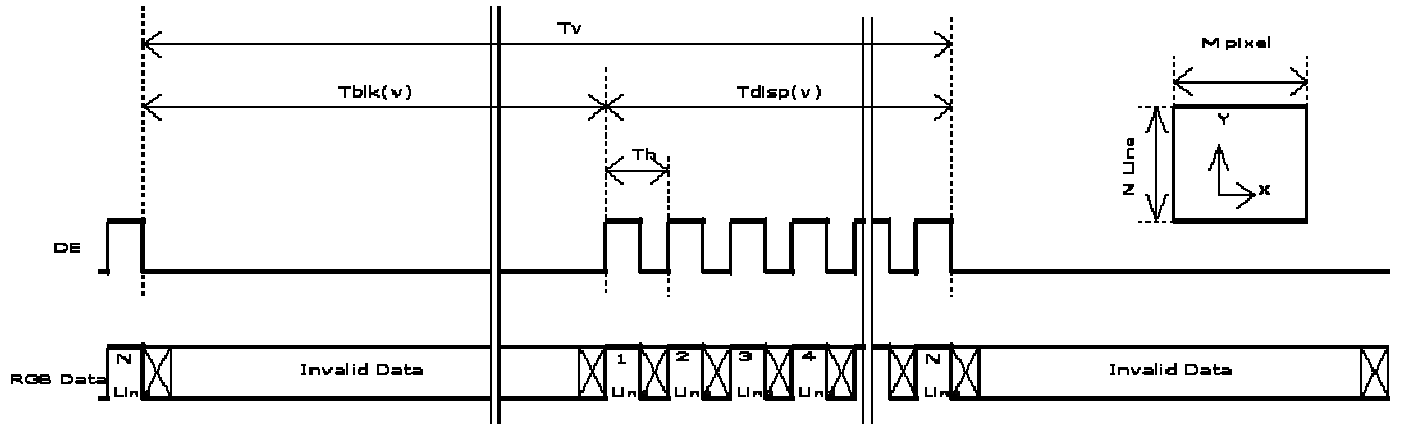 Tv
M pixel
Tblk(v)
Tdisp(v)
Th
N Line
Y
X
DE
RGB Data
N
Lin
Invalid Data
1
Lin
2
Lin
3
Lin
4
Lin
N
Lin
Invalid Data